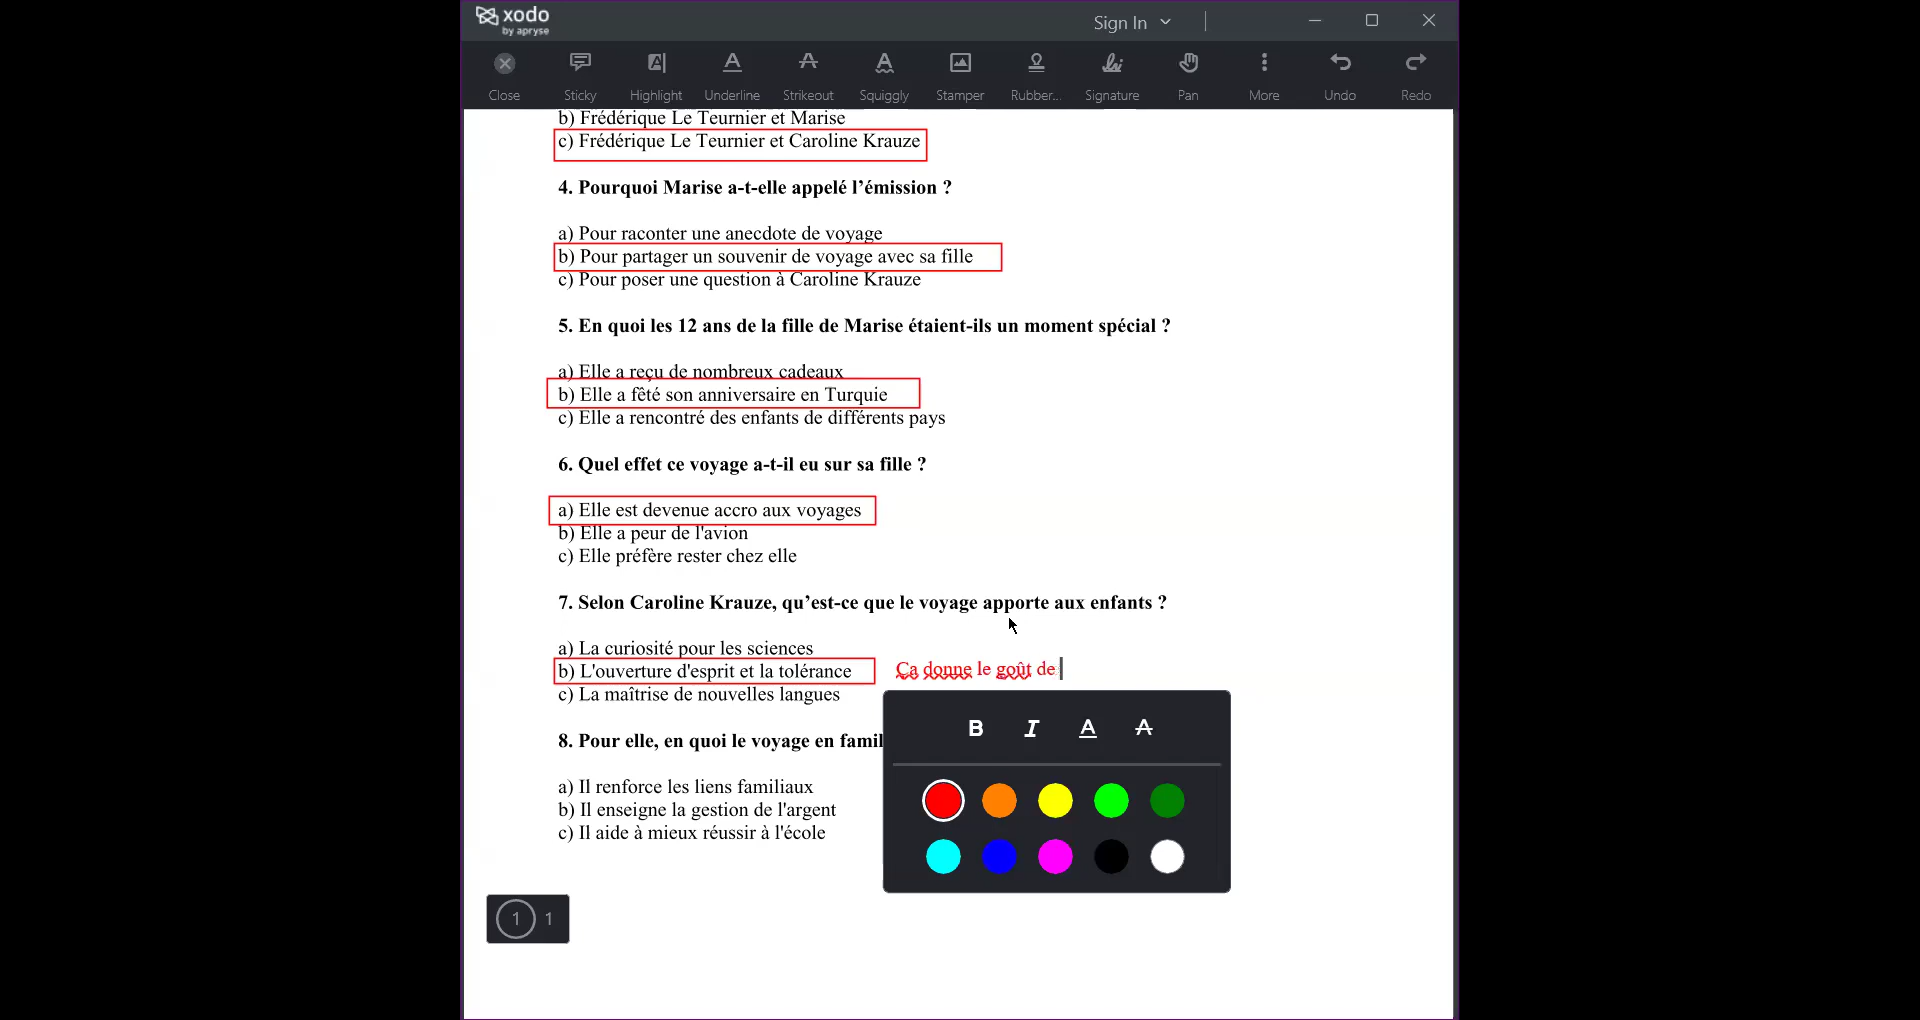 xodo
by apryse
Sign In
Close Sticky Highlight Underline Strikeout Squiggly Stamper Rubber... Signature Pan More Undo Redo
b) Frédérique Le Teurnier et Marise
c) Frédérique Le Teurnier et Caroline Krauze
4. Pourquoi Marise a-t-elle appelé l’émission ?
a) Pour raconter une anecdote de voyage
b) Pour partager un souvenir de voyage avec sa fille
c) Pour poser une question à Caroline Krauze
5. En quoi les 12 ans de la fille de Marise étaient-ils un moment spécial ?
a) Elle a reçu de nombreux cadeaux
b) Elle a fêté son anniversaire en Turquie
c) Elle a rencontré des enfants de différents pays
6. Quel effet ce voyage a-t-il eu sur sa fille ?
a) Elle est devenue accro aux voyages
b) Elle a peur de l'avion
c) Elle préfère rester chez elle
7. Selon Caroline Krauze, qu’est-ce que le voyage apporte aux enfants ?
a) La curiosité pour les sciences
b) L'ouverture d'esprit et la tolérance Ça donne le goût de
c) La maîtrise de nouvelles langues
8. Pour elle, en quoi le voyage en famil
B I A A
a) Il renforce les liens familiaux
b) Il enseigne la gestion de l'argent
c) Il aide à mieux réussir à l'école
1 1